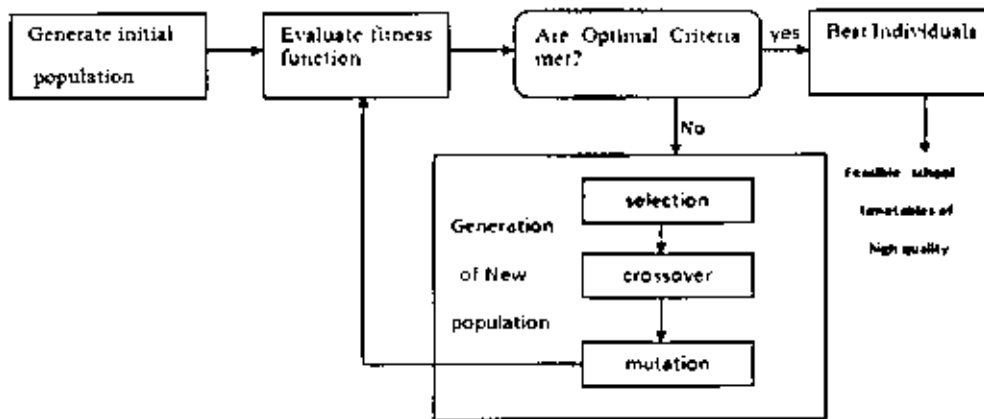 Generate initial
population
Evaluate fitness
function
Are Optimal Criteria
met?
yes
Best Individuals
No
Feasible school
timetables of
high quality
Generation
of New
population
selection
crossover
mutation